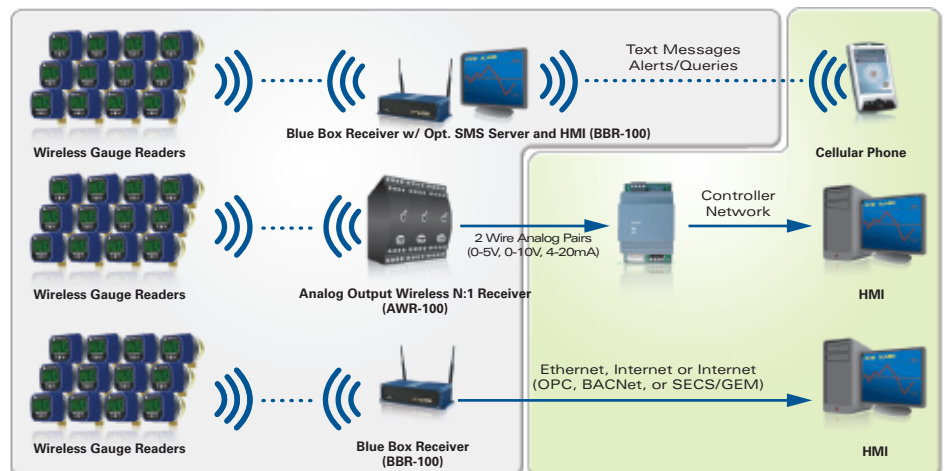 Text Messages
Alerts/Queries
Blue Box Receiver w/ Opt. SMS Server and HMI (BBR-100)
Wireless Gauge Readers
Cellular Phone
Controller
Network
2 Wire Analog Pairs
(0-5V, 0-10V, 4-20mA)
Wireless Gauge Readers
Analog Output Wireless N:1 Receiver
(AWR-100)
HMI
Ethernet, Internet or Internet
(OPC, BACNet, or SECS/GEM)
Wireless Gauge Readers
Blue Box Receiver
(BBR-100)
HMI